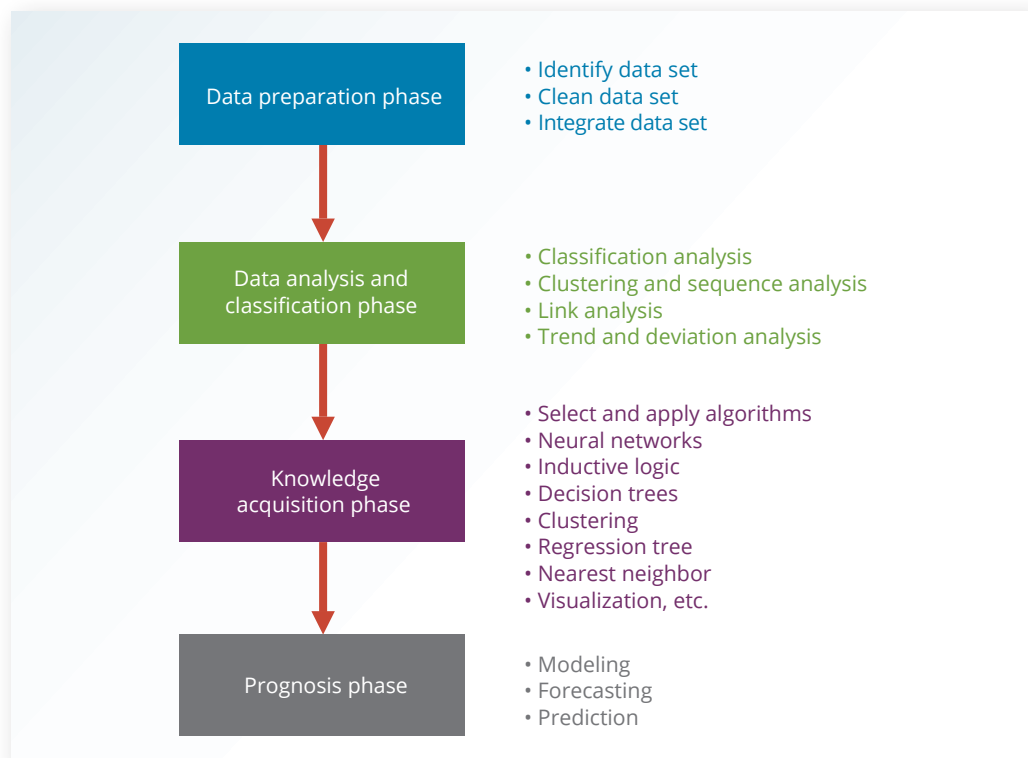 Data preparation phase
• Identify data set
• Clean data set
• Integrate data set
Data analysis and
classification phase
• Classification analysis
• Clustering and sequence analysis
• Link analysis
• Trend and deviation analysis
Knowledge
acquisition phase
• Select and apply algorithms
• Neural networks
• Inductive logic
• Decision trees
• Clustering
• Regression tree
• Nearest neighbor
• Visualization, etc.
Prognosis phase
• Modeling
• Forecasting
• Prediction